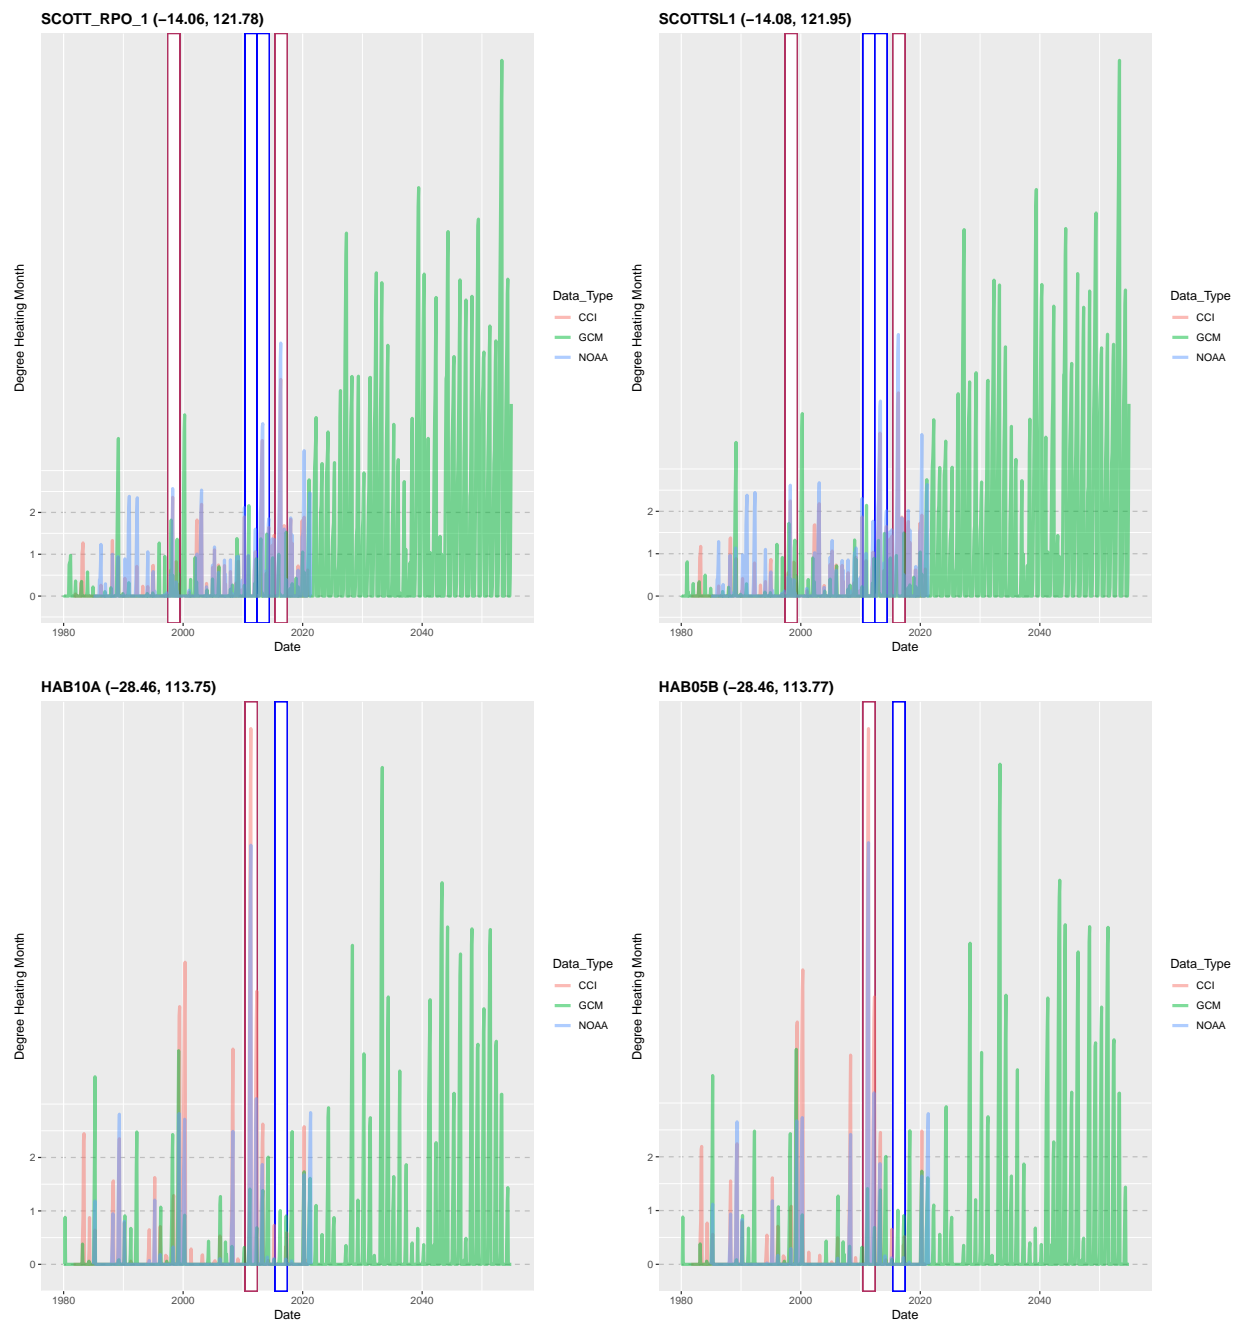 SCOTT_RPO_1 (−14.06, 121.78)
Degree Heating Month
2
1
0
1980
2000
2020
2040
Date
Data_Type
CCI
GCM
NOAA
SCOTTSL1 (−14.08, 121.95)
Degree Heating Month
2
1
0
1980
2000
2020
2040
Date
Data_Type
CCI
GCM
NOAA
HAB10A (−28.46, 113.75)
Degree Heating Month
2
1
0
1980
2000
2020
2040
Date
Data_Type
CCI
GCM
NOAA
HAB05B (−28.46, 113.77)
Degree Heating Month
2
1
0
1980
2000
2020
2040
Date
Data_Type
CCI
GCM
NOAA